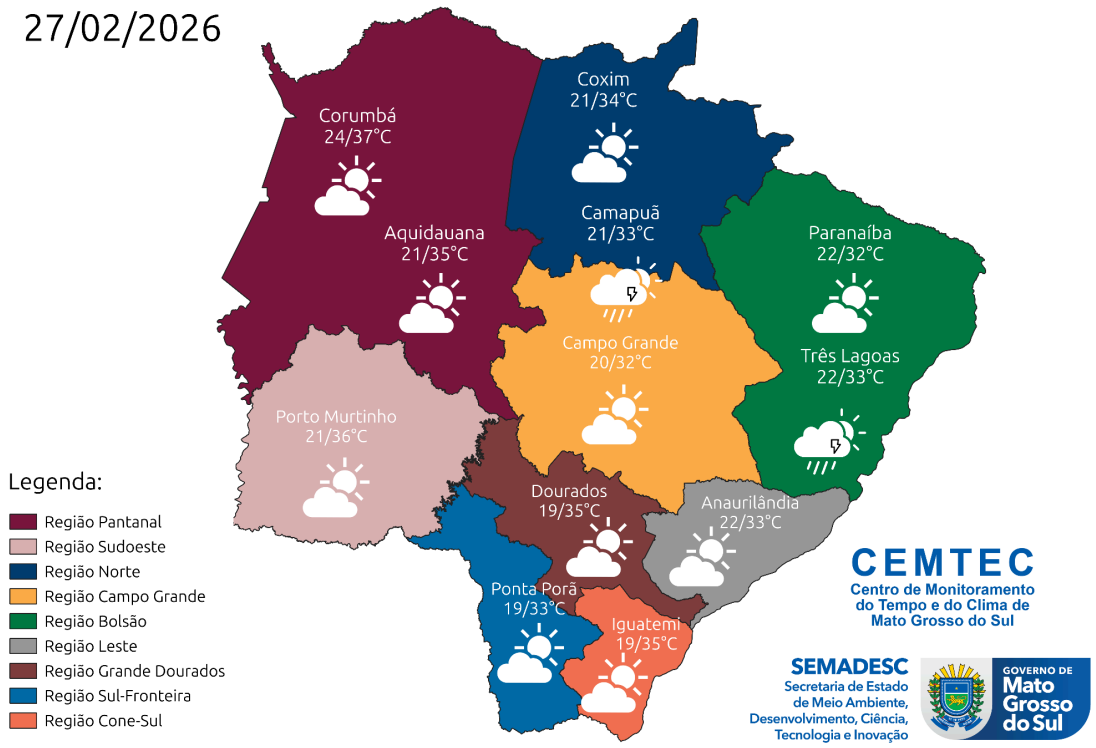 27/02/2026
Coxim
21/34°C
Corumbá
24/37°C
Camapuã
21/33°C
Aquidauana
21/35°C
Paranaíba
22/32°C
Campo Grande
20/32°C
Três Lagoas
22/33°C
Porto Murtinho
21/36°C
Dourados
19/35°C
Anaurilândia
22/33°C
Ponta Porã
19/33°C
Iguatemi
19/35°C
Legenda:
Região Pantanal
Região Sudoeste
Região Norte
Região Campo Grande
Região Bolsão
Região Leste
Região Grande Dourados
Região Sul-Fronteira
Região Cone-Sul
CEMTEC
Centro de Monitoramento
do Tempo e do Clima de
Mato Grosso do Sul
SEMADESC
Secretaria de Estado
de Meio Ambiente,
Desenvolvimento, Ciência,
Tecnologia e Inovação
GOVERNO DE
Mato
Grosso
do Sul